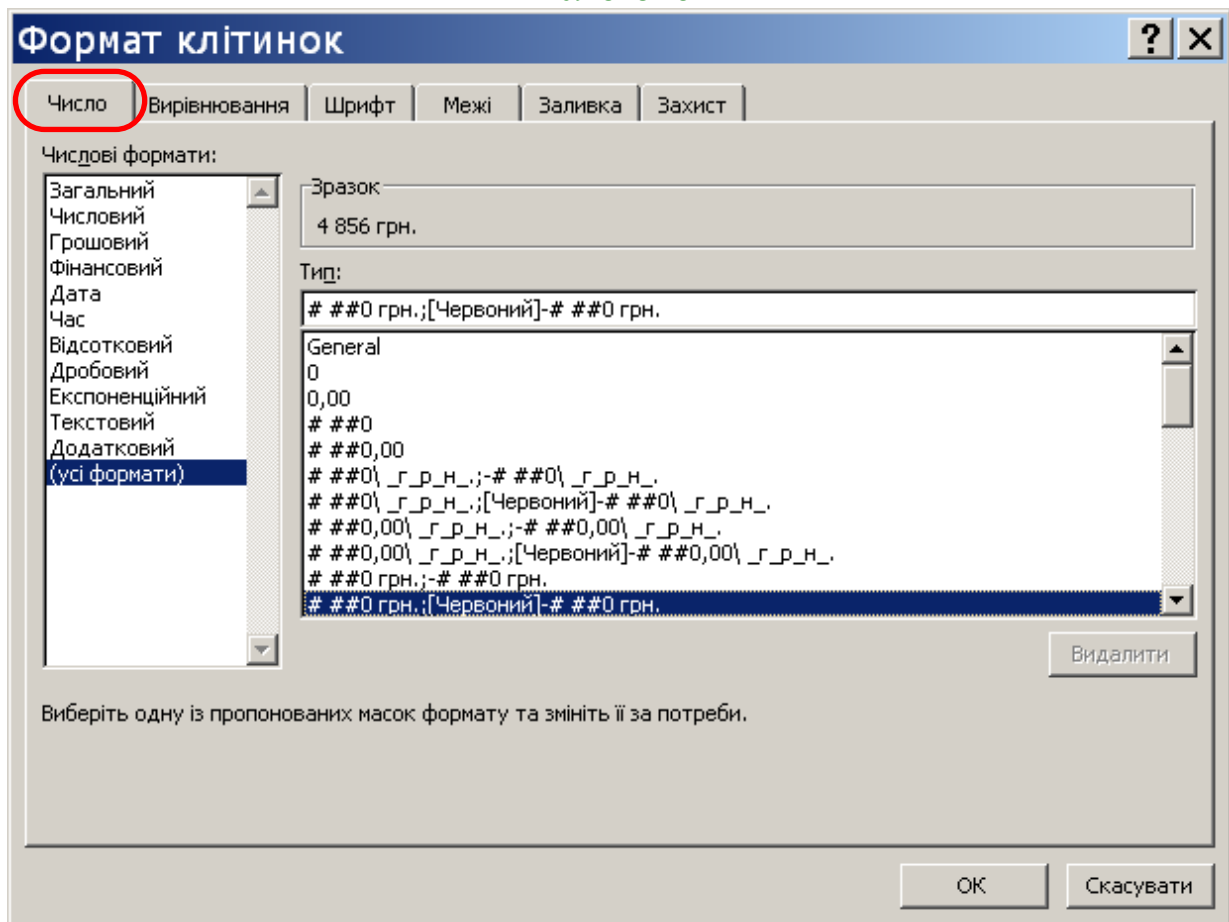 Формат клітинок
Число Вирівнювання Шрифт Межі Заливка Захист
Числові формати:
Загальний
Числовий
Грошовий
Фінансовий
Дата
Час
Відсотковий
Дробовий
Експоненційний
Текстовий
Додатковий
(усі формати)
Зразок
4 856 грн.
Тип:
# ##0 грн.;[Червоний]-# ##0 грн.
General
0
0,00
# ##0
# ##0,00
# ##0\ _г_р_н_.;-# ##0\ _г_р_н_.
# ##0\ _г_р_н_.;[Червоний]-# ##0\ _г_р_н_.
# ##0,00\ _г_р_н_.;-# ##0,00\ _г_р_н_.
# ##0,00\ _г_р_н_.;[Червоний]-# ##0,00\ _г_р_н_.
# ##0 грн.;-# ##0 грн.
# ##0 грн.;[Червоний]-# ##0 грн.
Видалити
Виберіть одну із пропонованих масок формату та змініть її за потреби.
OK Скасувати